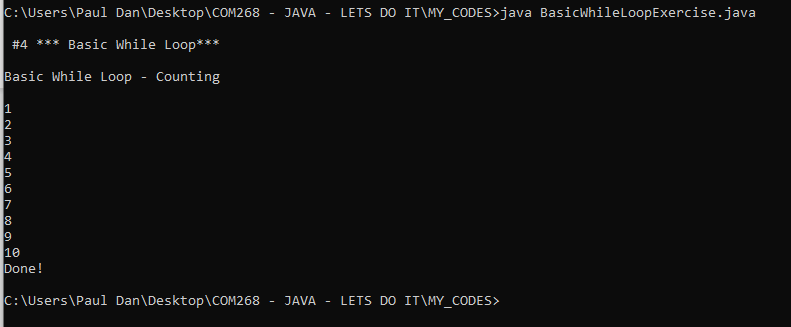 C:\Users\Paul Dan\Desktop\COM268 - JAVA - LETS DO IT\MY_CODES>java BasicWhileLoopExercise.java
#4 *** Basic While Loop***
Basic While Loop - Counting
1
2
3
4
5
6
7
8
9
10
Done!
C:\Users\Paul Dan\Desktop\COM268 - JAVA - LETS DO IT\MY_CODES>